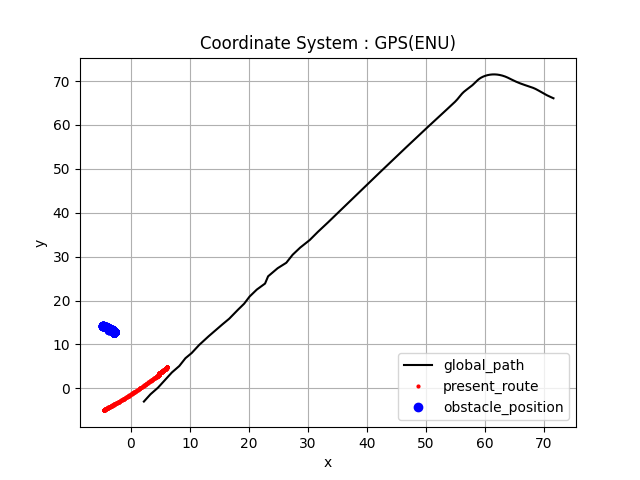 Coordinate System : GPS(ENU)
70
60
50
40
30
20
10
0
y
0 10 20 30 40 50 60 70
x
global_path
present_route
obstacle_position